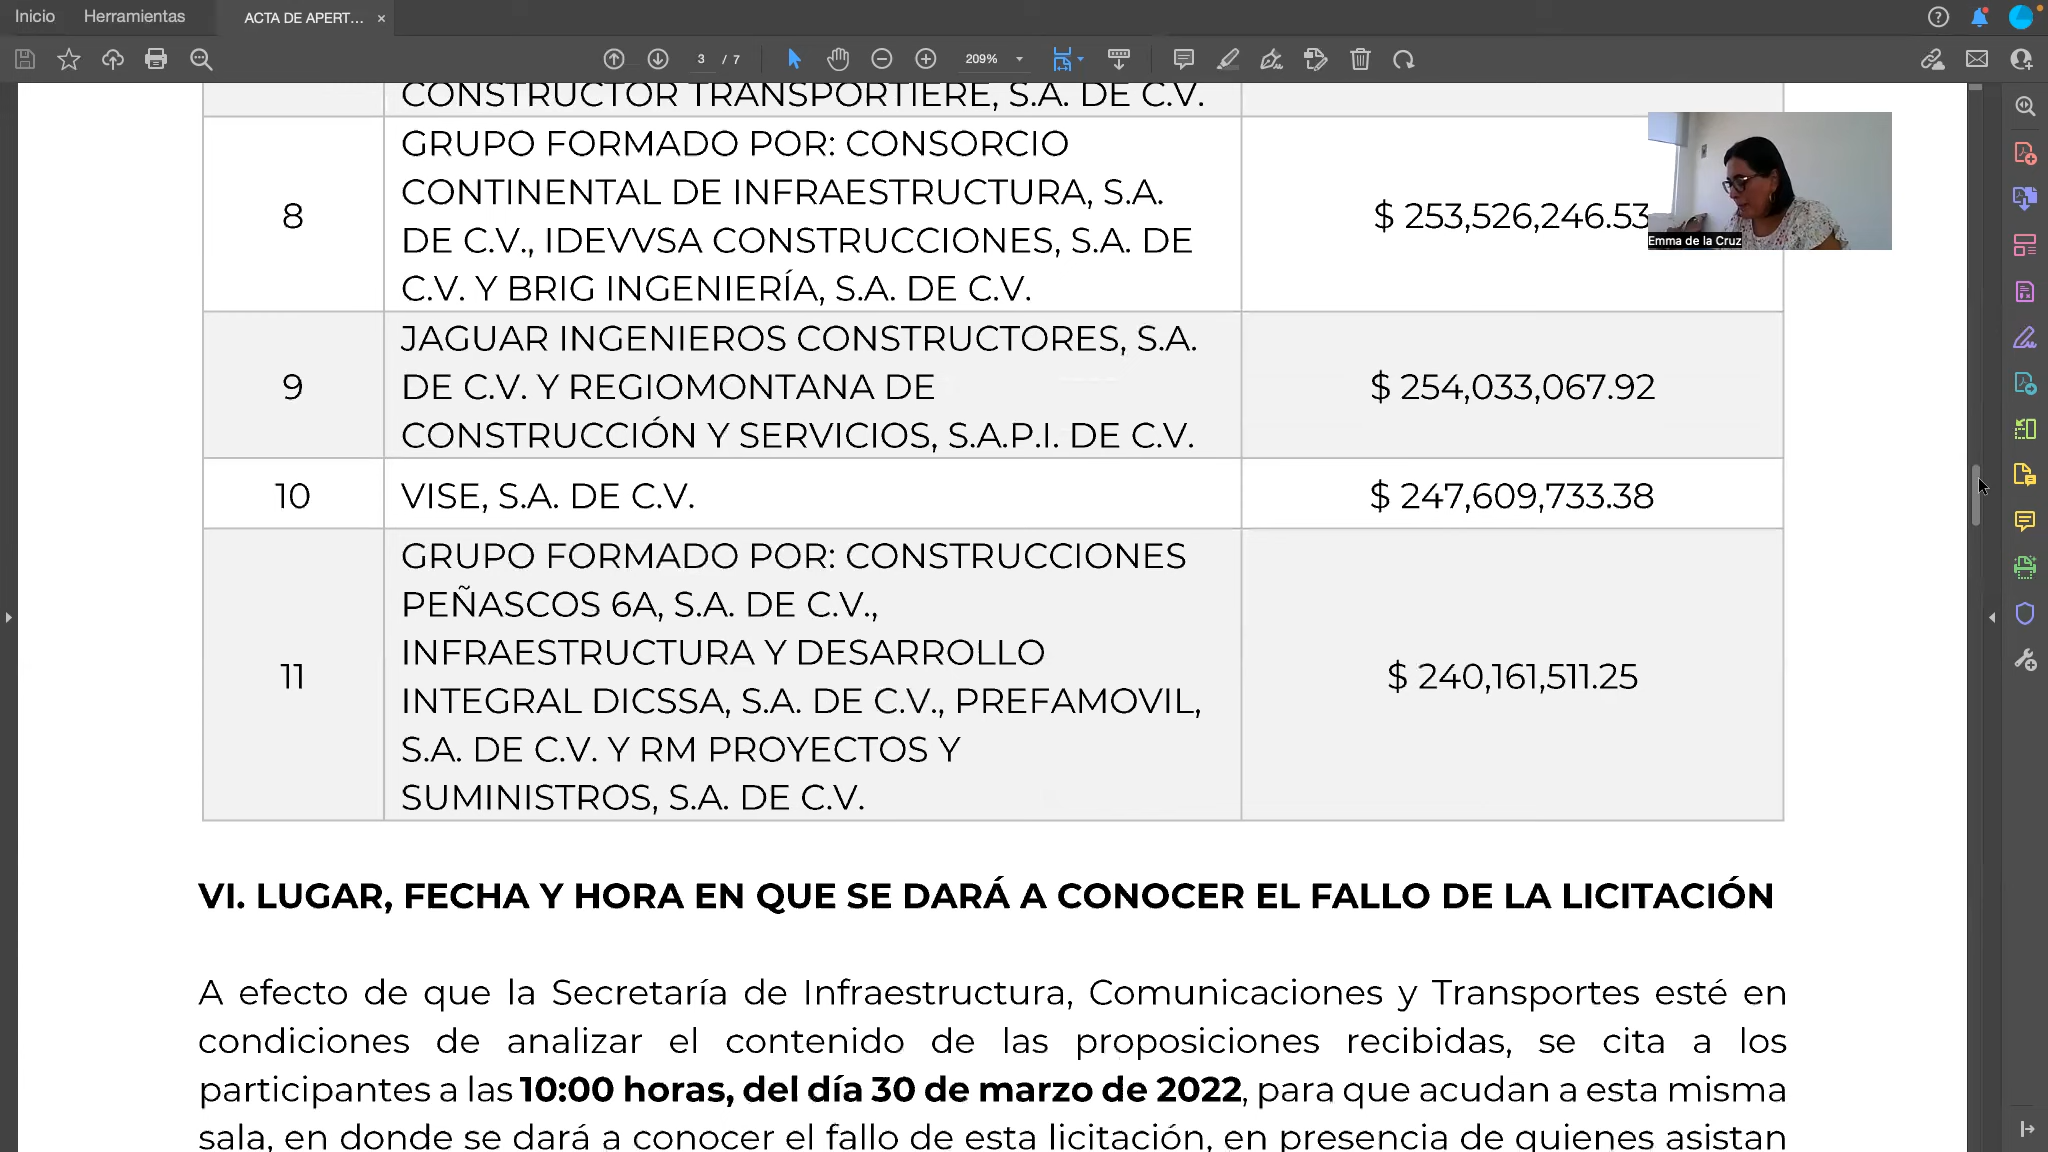 Inicio
Herramientas
ACTA DE APERT... ×
3 / 7
209%
CONSTRUCTOR TRANSPORTIERE, S.A. DE C.V.
8
GRUPO FORMADO POR: CONSORCIO
CONTINENTAL DE INFRAESTRUCTURA, S.A.
DE C.V., IDEVVSA CONSTRUCCIONES, S.A. DE
C.V. Y BRIG INGENIERÍA, S.A. DE C.V.
$ 253,526,246.53
Emma de la Cruz
9
JAGUAR INGENIEROS CONSTRUCTORES, S.A.
DE C.V. Y REGIOMONTANA DE
CONSTRUCCIÓN Y SERVICIOS, S.A.P.I. DE C.V.
$ 254,033,067.92
10
VISE, S.A. DE C.V.
$ 247,609,733.38
11
GRUPO FORMADO POR: CONSTRUCCIONES
PEÑASCOS 6A, S.A. DE C.V.,
INFRAESTRUCTURA Y DESARROLLO
INTEGRAL DICSSA, S.A. DE C.V., PREFAMOVIL,
S.A. DE C.V. Y RM PROYECTOS Y
SUMINISTROS, S.A. DE C.V.
$ 240,161,511.25
VI. LUGAR, FECHA Y HORA EN QUE SE DARÁ A CONOCER EL FALLO DE LA LICITACIÓN
A efecto de que la Secretaría de Infraestructura, Comunicaciones y Transportes esté en
condiciones de analizar el contenido de las proposiciones recibidas, se cita a los
participantes a las 10:00 horas, del día 30 de marzo de 2022, para que acudan a esta misma
sala, en donde se dará a conocer el fallo de esta licitación, en presencia de quienes asistan